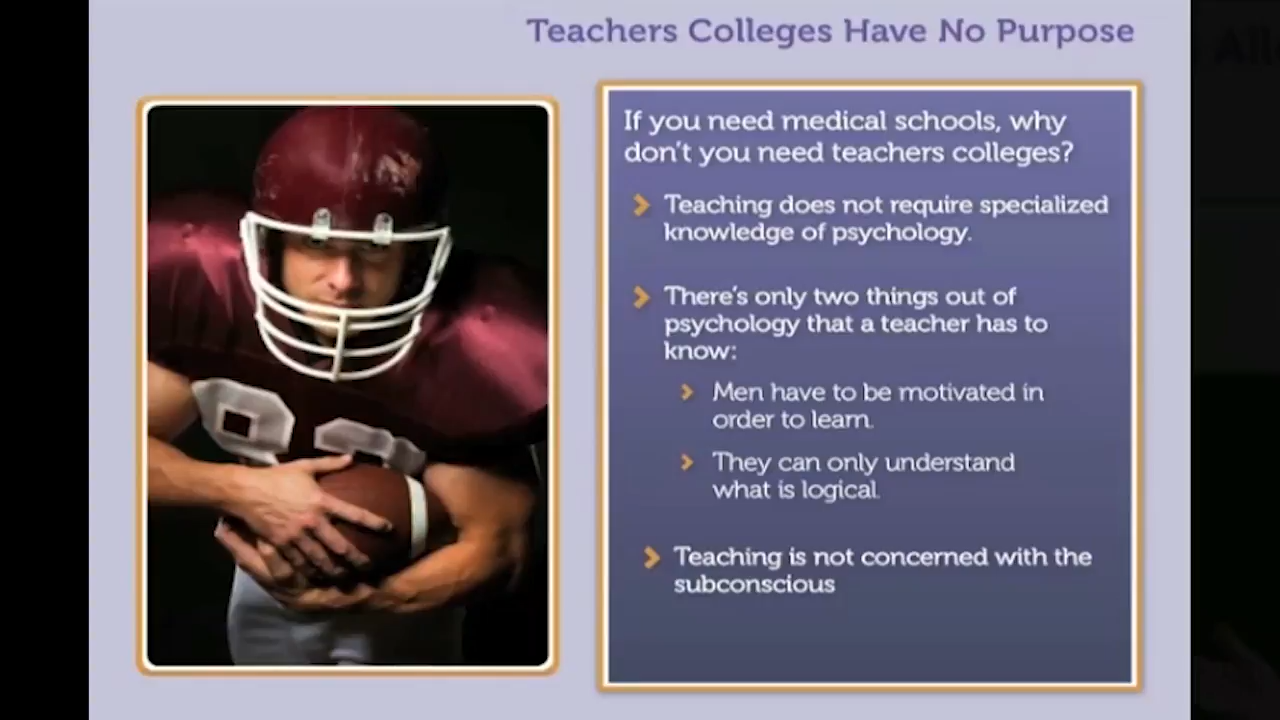 Teachers Colleges Have No Purpose
If you need medical schools, why
don't you need teachers colleges?
Teaching does not require specialized
knowledge of psychology.
There's only two things out of
psychology that a teacher has to
know:
Men have to be motivated in
order to learn.
They can only understand
what is logical.
Teaching is not concerned with the
subconscious